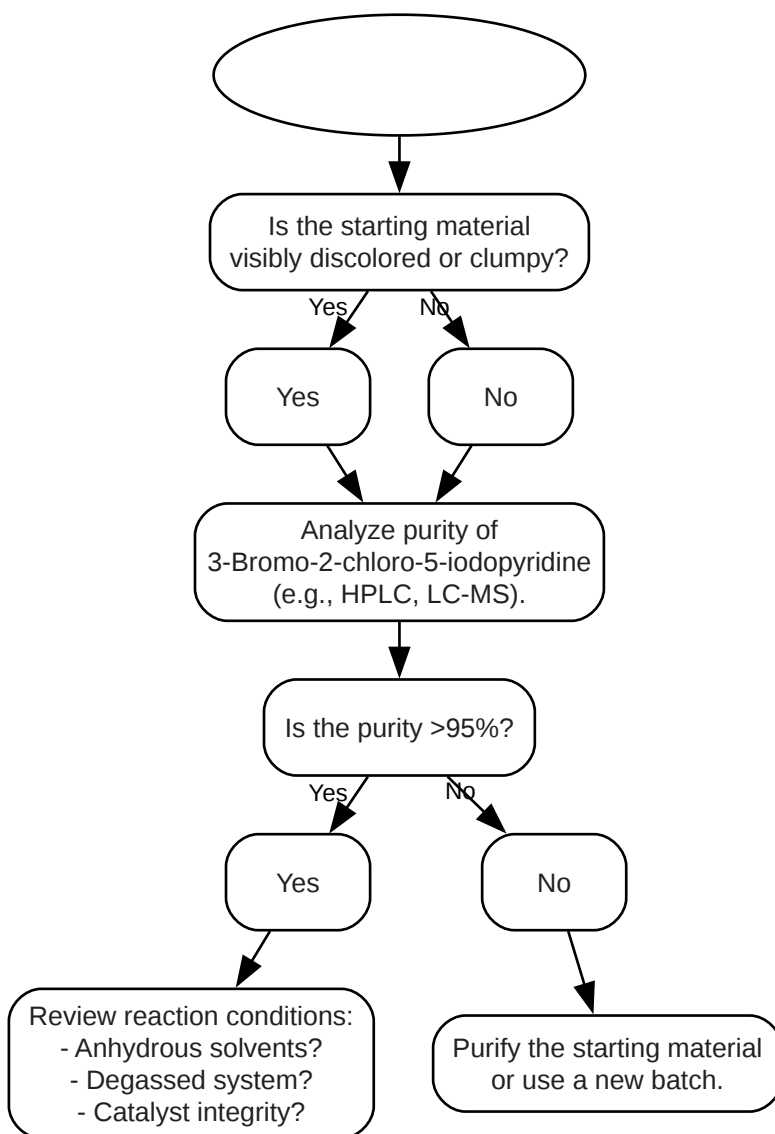 Is the starting material
visibly discolored or clumpy?
Yes
No
Yes
No
Analyze purity of
3-Bromo-2-chloro-5-iodopyridine
(e.g., HPLC, LC-MS).
Is the purity >95%?
Yes
No
Yes
No
Review reaction conditions:
- Anhydrous solvents?
- Degassed system?
- Catalyst integrity?
Purify the starting material
or use a new batch.